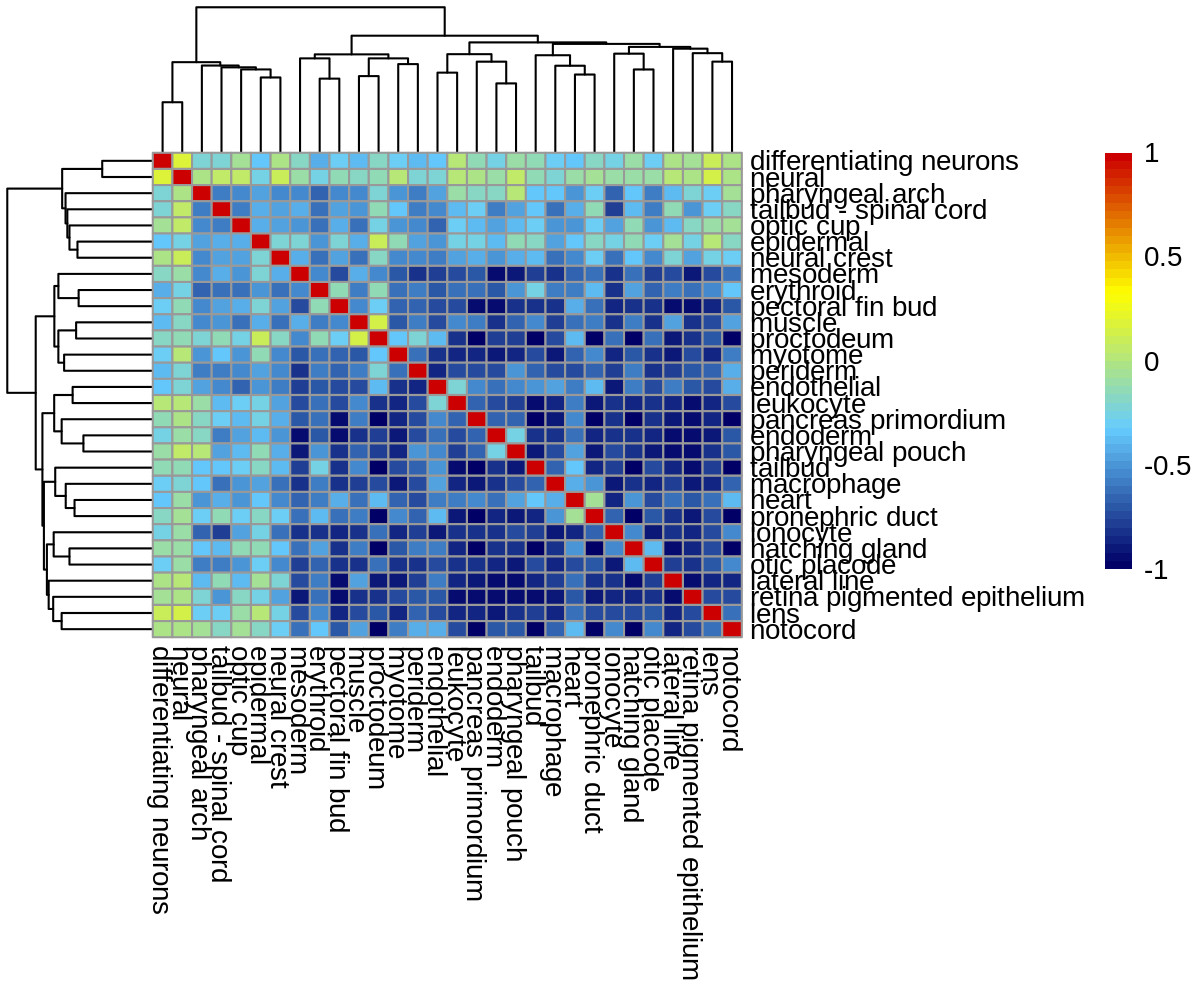 differentiating neurons
neural
pharyngeal arch
tailbud - spinal cord
optic cup
epidermal
neural crest
mesoderm
erythroid
pectoral fin bud
muscle
proctodeum
myotome
periderm
endothelial
leukocyte
pancreas primordium
endoderm
pharyngeal pouch
tailbud
macrophage
heart
pronephric duct
ionocyte
hatching gland
otic placode
lateral line
retina pigmented epithelium
lens
notocord
1
0.5
0
-0.5
-1
differentiating neurons
neural
pharyngeal arch
tailbud - spinal cord
optic cup
epidermal
neural crest
mesoderm
erythroid
pectoral fin bud
muscle
proctodeum
myotome
periderm
endothelial
leukocyte
pancreas primordium
endoderm
pharyngeal pouch
tailbud
macrophage
heart
pronephric duct
ionocyte
hatching gland
otic placode
lateral line
retina pigmented epithelium
lens
notocord